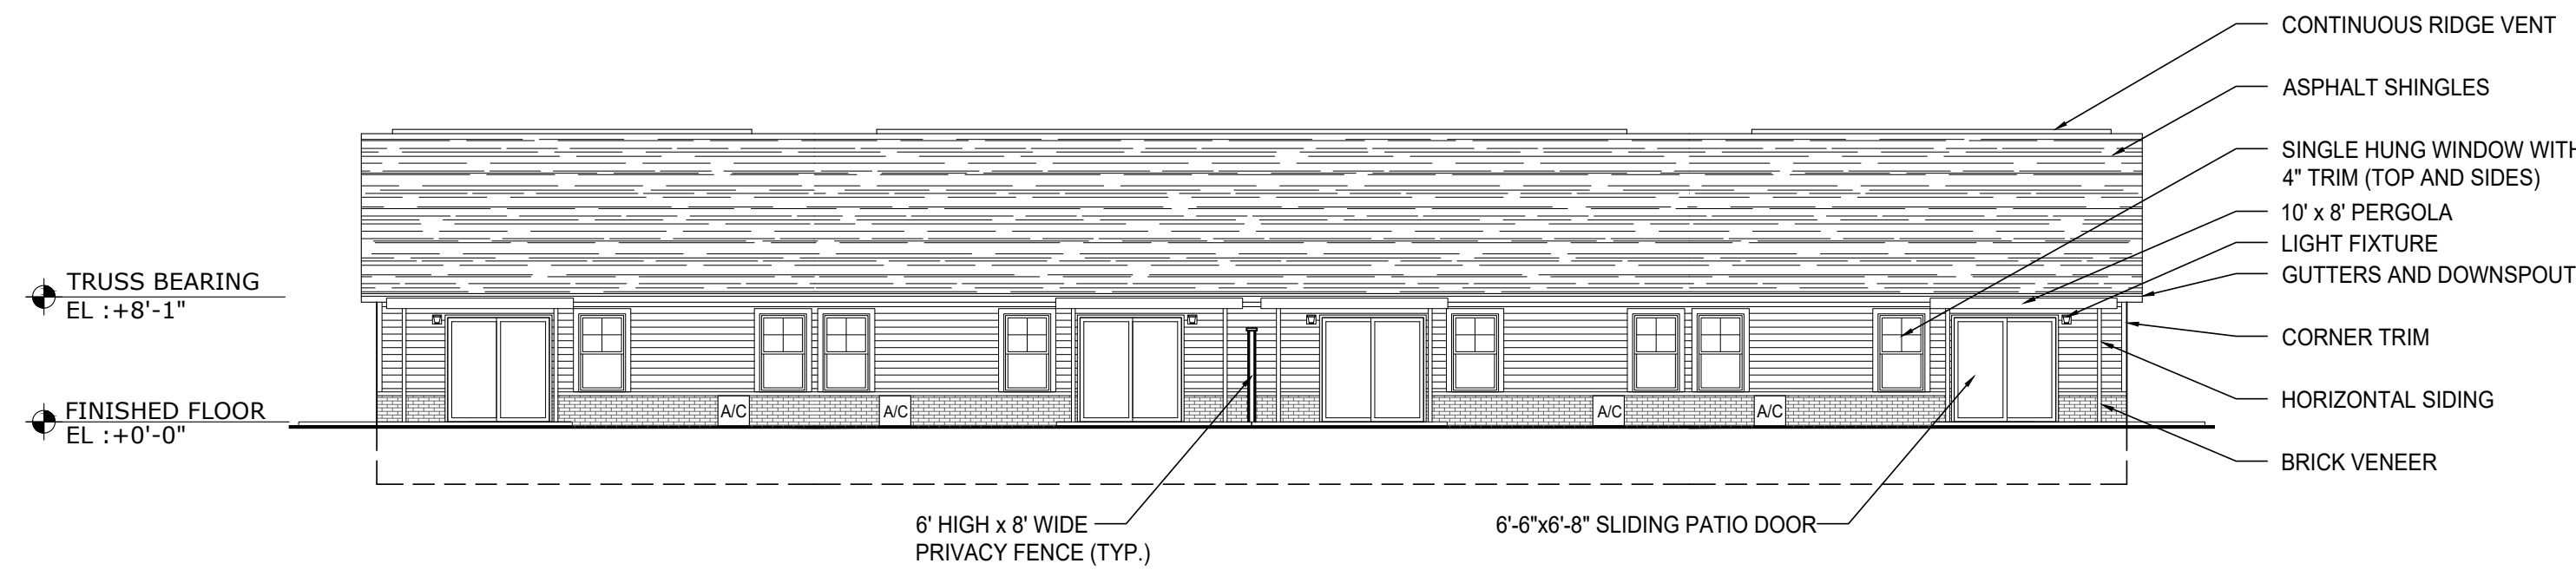 CONTINUOUS RIDGE VENT
ASPHALT SHINGLES
SINGLE HUNG WINDOW WITH
4" TRIM (TOP AND SIDES)
10' x 8' PERGOLA
LIGHT FIXTURE
GUTTERS AND DOWNSPOUT
TRUSS BEARING
EL :+8'-1"
CORNER TRIM
HORIZONTAL SIDING
FINISHED FLOOR
EL :+0'-0"
A/C
A/C
A/C
A/C
BRICK VENEER
6' HIGH x 8' WIDE
PRIVACY FENCE (TYP.)
6'-6"x6'-8" SLIDING PATIO DOOR